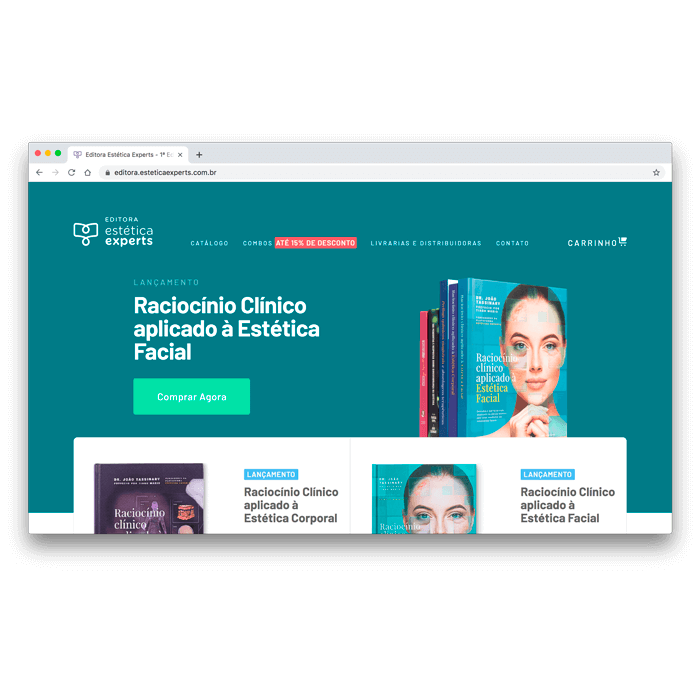 Editora Estética Experts - 1ª E
editora.esteticaexperts.com.br
EDITORA
estética
experts
CATÁLOGO
COMBOS ATÉ 15% DE DESCONTO
LIVRARIAS E DISTRIBUIDORAS
CONTATO
CARRINHO
LANÇAMENTO
Raciocínio Clínico
aplicado à Estética
Facial
Comprar Agora
DR. JOÃO
TASSINARY
Raciocínio
clínico
aplicado à
Estética
Facial
DR. JOÃO TASSINARY
Raciocínio
clínico
LANÇAMENTO
Raciocínio Clínico
aplicado à
Estética Corporal
DR. JOÃO
TASSINARY
Raciocínio
LANÇAMENTO
Raciocínio Clínico
aplicado à
Estética Facial